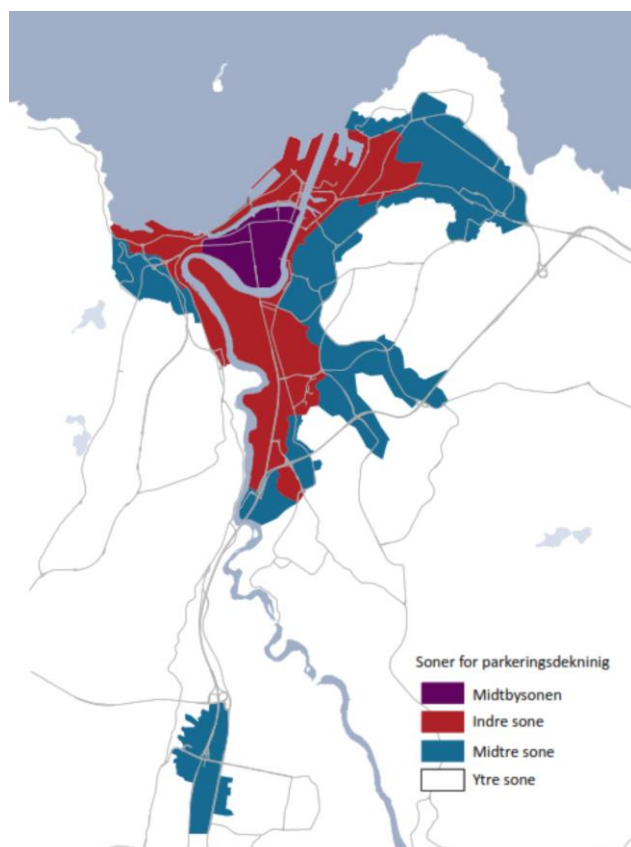 Soner for parkeringsdekninig
Midtbysonen
Indre sone
Midtre sone
Ytre sone